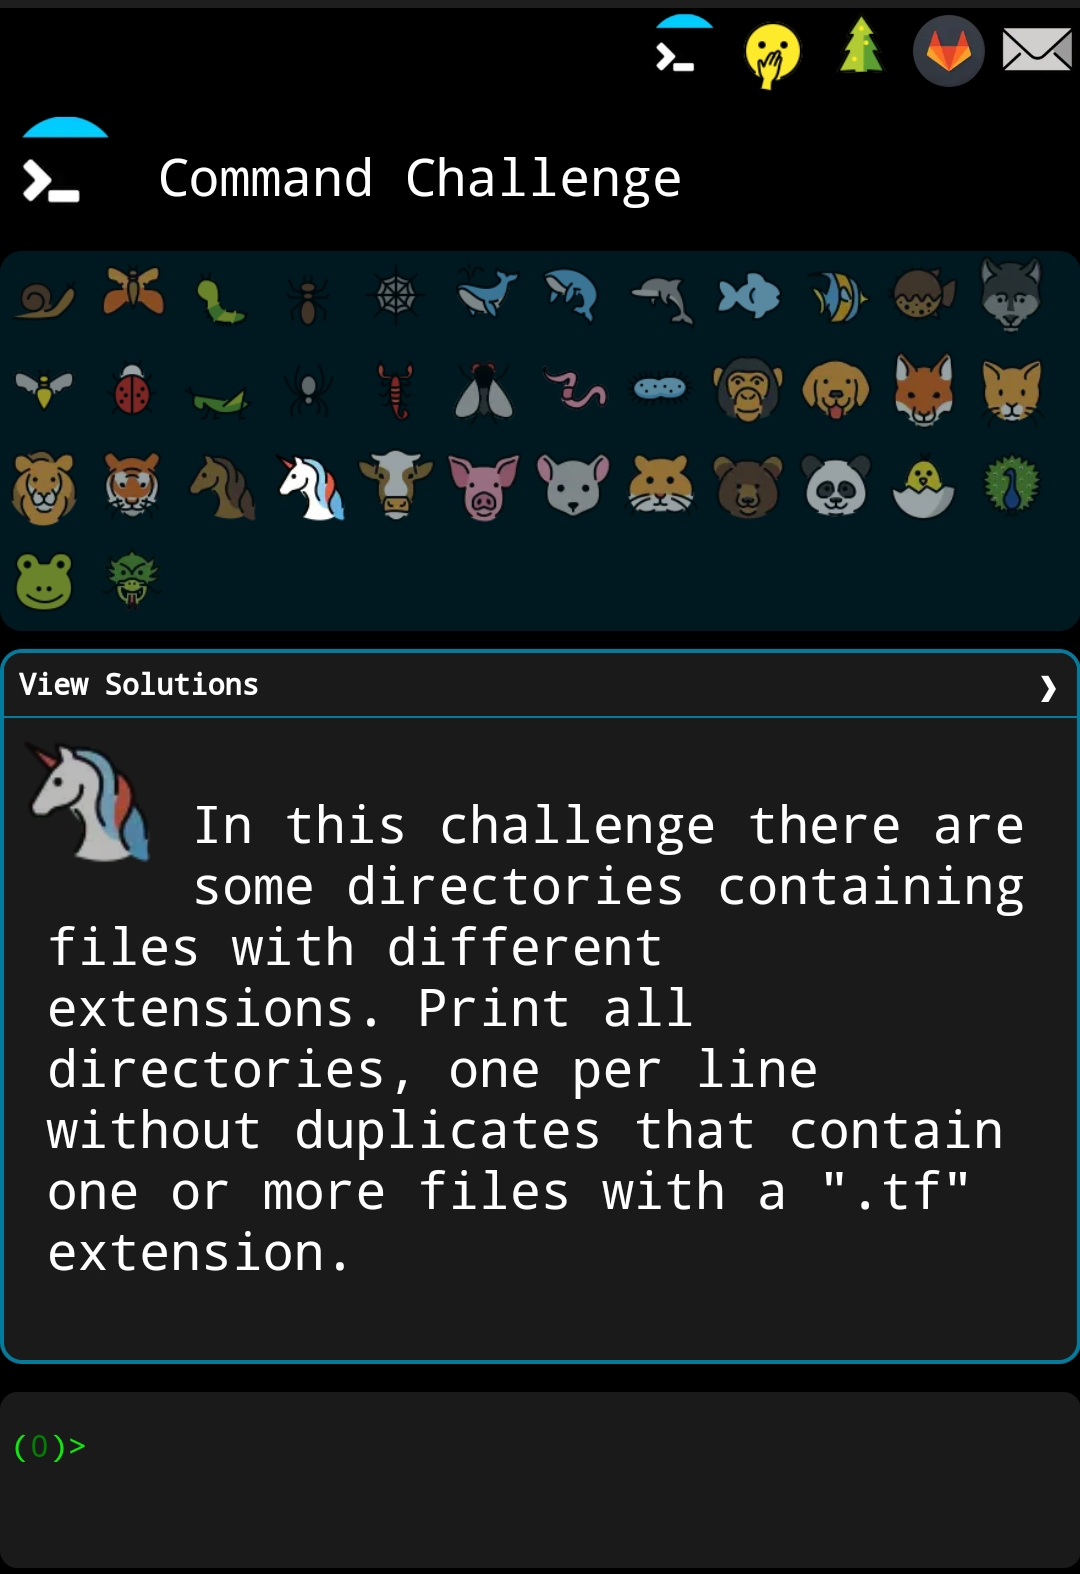 Command Challenge
View Solutions ❯
In this challenge there are
some directories containing
files with different
extensions. Print all
directories, one per line
without duplicates that contain
one or more files with a ".tf"
extension.
(0)>